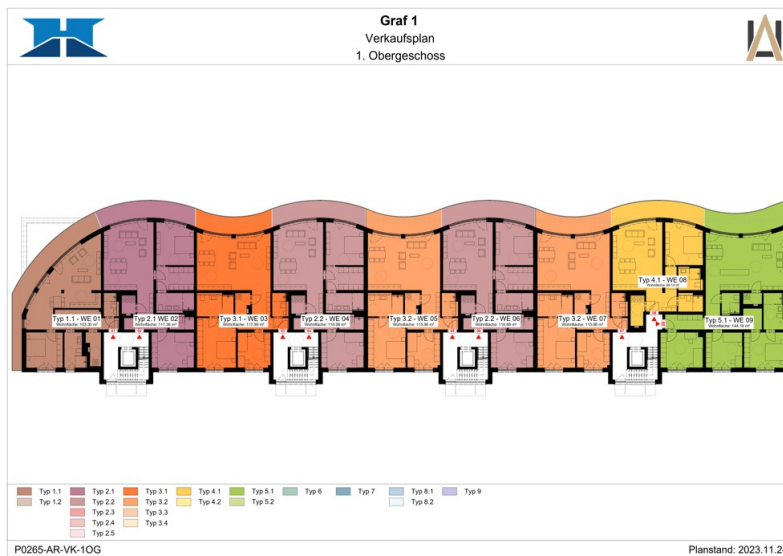 Graf 1
Verkaufsplan
1. Obergeschoss
Typ 4.1 - WE 08
Typ 1.1 - WE 01
Typ 2.1 WE 02
Typ 3.1 - WE 03
Typ 2.2 - WE 04
Typ 3.2 - WE 05
Typ 2.2 - WE 06
Typ 3.2 - WE 07
Typ 5.1 - WE 09
Typ 1.1 Typ 2.1 Typ 3.1 Typ 4.1 Typ 5.1 Typ 6 Typ 7 Typ 8.1 Typ 9
Typ 1.2 Typ 2.2 Typ 3.2 Typ 4.2 Typ 5.2 Typ 8.2
Typ 2.3 Typ 3.3
Typ 2.4 Typ 3.4
Typ 2.5
P0265-AR-VK-1OG Planstand: 2023.11.2